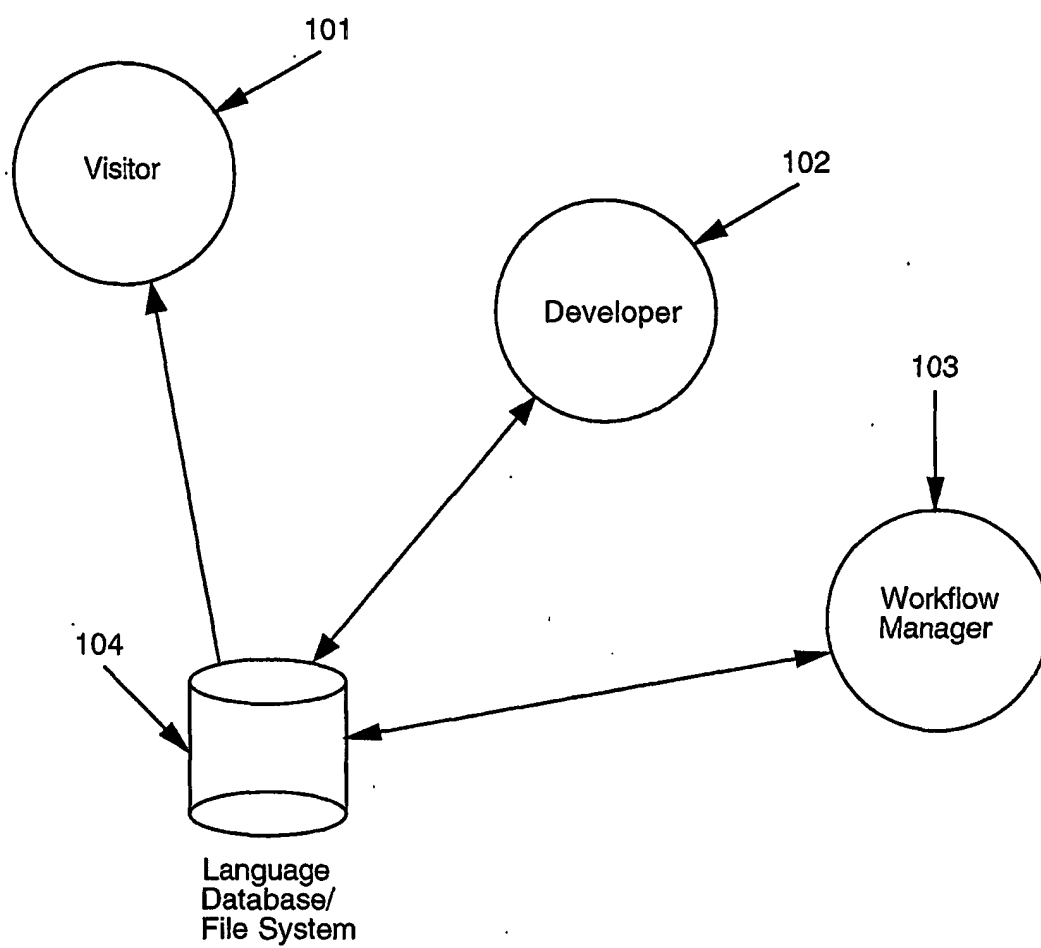 101
Visitor
102
Developer
103
Workflow
Manager
104
Language
Database/
File System